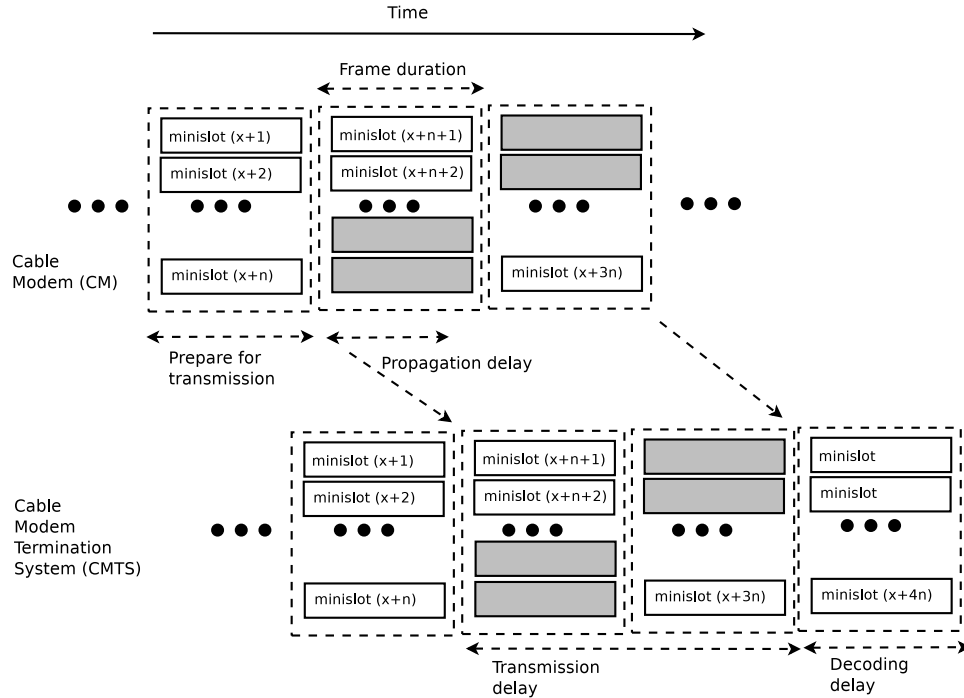 Time
Frame duration
minislot (x+1)
minislot (x+n+1)
minislot (x+2)
minislot (x+n+2)
Cable
Modem (CM)
minislot (x+n)
minislot (x+3n)
Prepare for
transmission
Propagation delay
minislot (x+1)
minislot (x+n+1)
minislot
minislot (x+2)
minislot (x+n+2)
minislot
Cable
Modem
Termination
System (CMTS)
minislot (x+n)
minislot (x+3n)
minislot (x+4n)
Transmission
delay
Decoding
delay